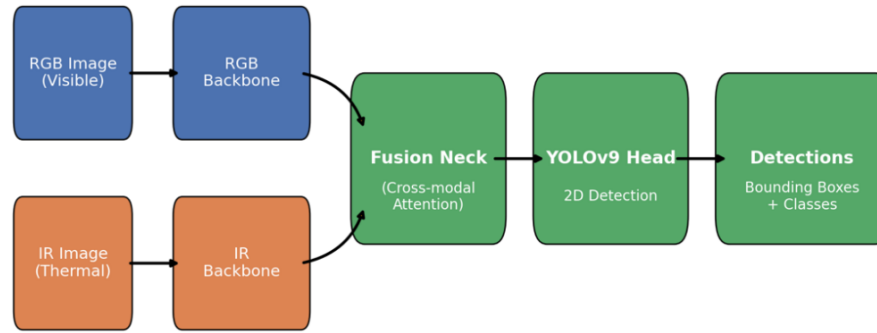 RGB Image
(Visible)
RGB
Backbone
IR Image
(Thermal)
IR
Backbone
Fusion Neck
(Cross-modal
Attention)
YOLOv9 Head
2D Detection
Detections
Bounding Boxes
+ Classes